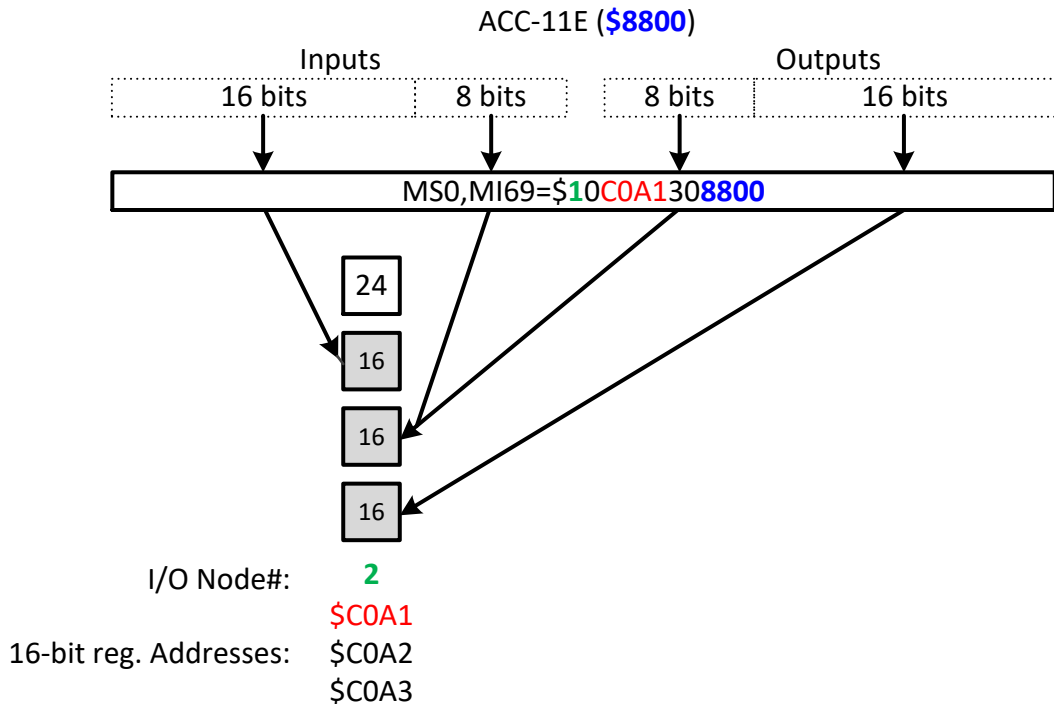 ACC-11E ($8800)
Inputs Outputs
16 bits 8 bits 8 bits 16 bits
MS0,MI69=$10C0A1308800
24
16
16
16
I/O Node#: 2
$C0A1
16-bit reg. Addresses: $C0A2
$C0A3